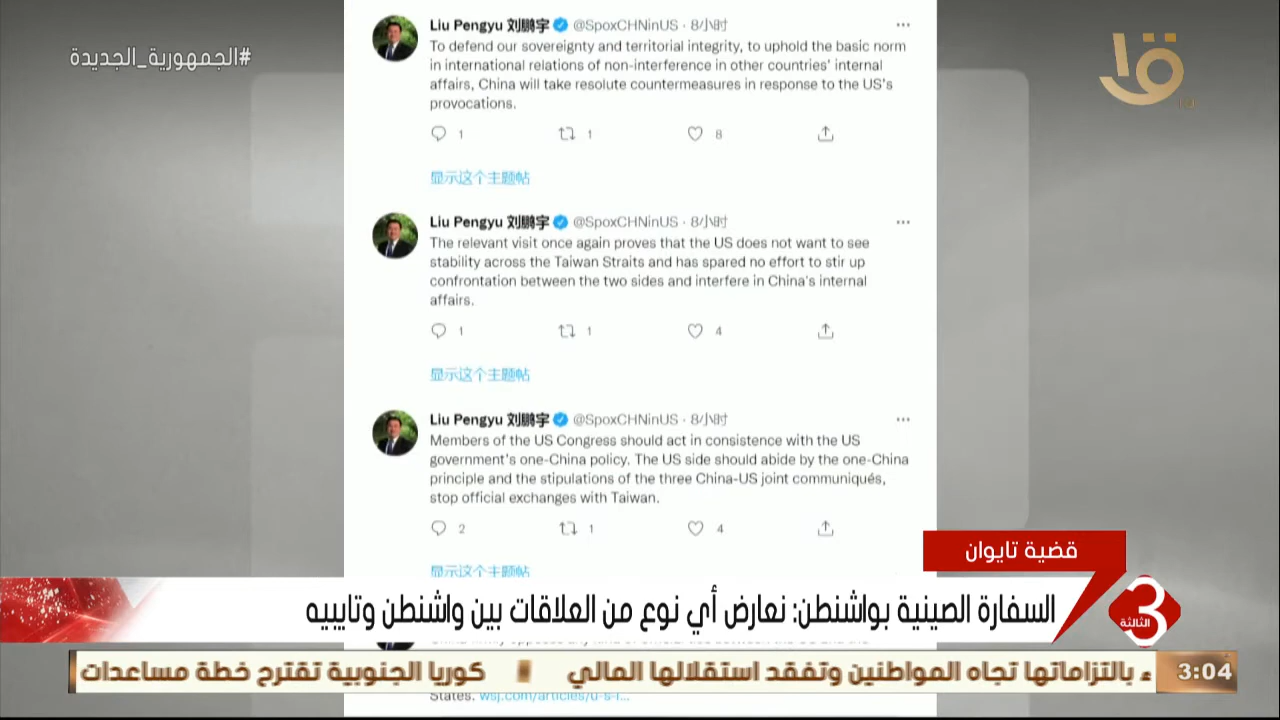 #الجمهورية_الجديدة
Liu Pengyu 刘鹏宇 @SpoxCHNinUS · 8小时
To defend our sovereignty and territorial integrity, to uphold the basic norm
in international relations of non-interference in other countries' internal
affairs, China will take resolute countermeasures in response to the US's
provocations.
1 1 8
显示这个主题帖
Liu Pengyu 刘鹏宇 @SpoxCHNinUS · 8小时
The relevant visit once again proves that the US does not want to see
stability across the Taiwan Straits and has spared no effort to stir up
confrontation between the two sides and interfere in China's internal
affairs.
1 1 4
显示这个主题帖
Liu Pengyu 刘鹏宇 @SpoxCHNinUS · 8小时
Members of the US Congress should act in consistence with the US
government's one-China policy. The US side should abide by the one-China
principle and the stipulations of the three China-US joint communiqués,
stop official exchanges with Taiwan.
2 1 4
显示这个主题帖
قضية تايوان
السفارة الصينية بواشنطن: نعارض أي نوع من العلاقات بين واشنطن وتايبيه
3
الثالثة
بالتزاماتها تجاه المواطنين وتفقد استقلالها المالي
كوريا الجنوبية تقترح خطة مساعدات
3:04
States. wsj.com/articles/u-s-i...